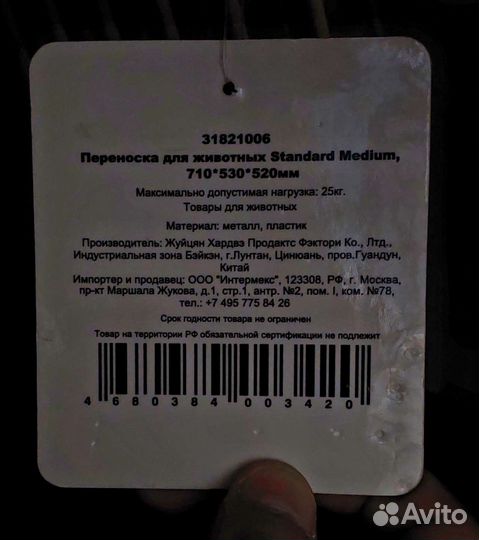 31821006
Переноска для животных Standard Medium,
710*530*520мм
Максимально допустимая нагрузка: 25кг.
Товары для животных
Материал: металл, пластик
Производитель: Жуйцян Хардвэ Продактс Фэктори Ко., Лтд.,
Индустриальная зона Бэйкэн, г.Лунтан, Цинюань, пров.Гуандун,
Китай
Импортер и продавец: ООО "Интермекс", 123308, РФ, г. Москва,
пр-кт Маршала Жукова, д.1, стр.1, антр. №2, пом. I, ком. №78,
тел.: +7 495 775 84 26
Срок годности товара не ограничен
Товар на территории РФ обязательной сертификации не подлежит
4 680384 003420
Avito